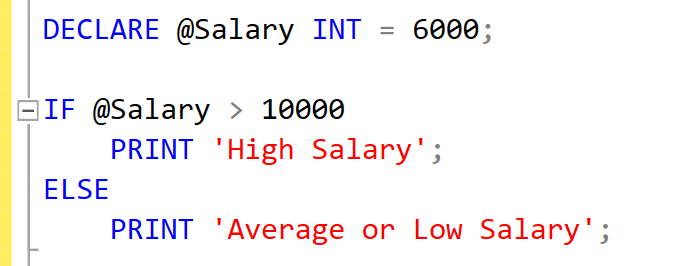 DECLARE @Salary INT = 6000;
IF @Salary > 10000
PRINT 'High Salary';
ELSE
PRINT 'Average or Low Salary';